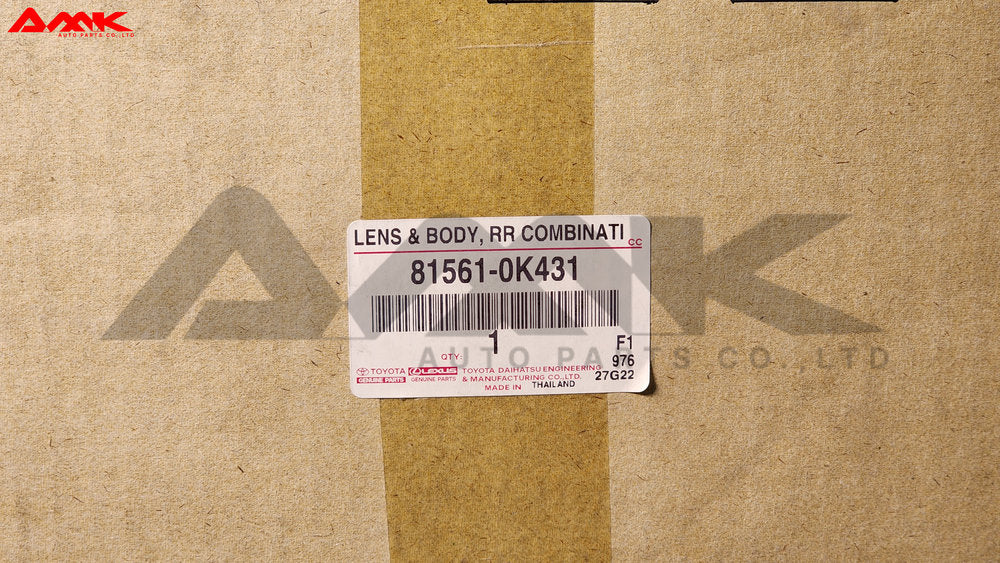 AMK
AUTO PARTS CO.,LTD
LENS & BODY, RR COMBINATI CC
81561-0K431
QTY: 1
F1
976
27G22
TOYOTA
GENUINE PARTS
LEXUS
GENUINE PARTS
TOYOTA DAIHATSU ENGINEERING
& MANUFACTURING CO.,LTD.
MADE IN THAILAND
AMK
AUTO PARTS CO.,LTD